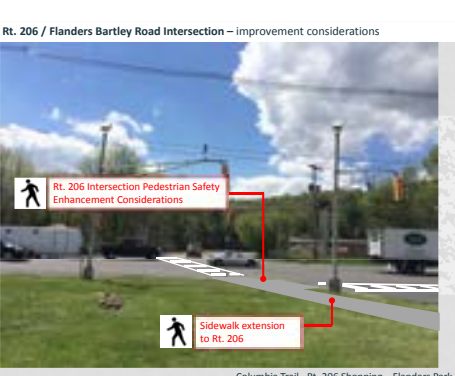 Rt. 206 / Flanders Bartley Road Intersection – improvement considerations
Rt. 206 Intersection Pedestrian Safety
Enhancement Considerations
Sidewalk extension
to Rt. 206
Columbia Trail - Rt. 206 Shopping – Flanders Park